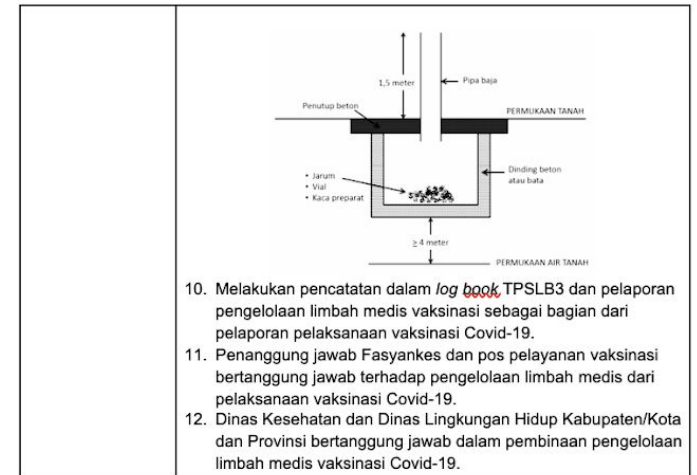 1,5 meter
Pipa baja
Penutup beton
PERMUKAAN TANAH
Dinding beton
atau bata
• Jarum
• Vial
• Kaca preparat
≥ 4 meter
PERMUKAAN AIR TANAH
10. Melakukan pencatatan dalam log book TPSLB3 dan pelaporan
pengelolaan limbah medis vaksinasi sebagai bagian dari
pelaporan pelaksanaan vaksinasi Covid-19.
11. Penanggung jawab Fasyankes dan pos pelayanan vaksinasi
bertanggung jawab terhadap pengelolaan limbah medis dari
pelaksanaan vaksinasi Covid-19.
12. Dinas Kesehatan dan Dinas Lingkungan Hidup Kabupaten/Kota
dan Provinsi bertanggung jawab dalam pembinaan pengelolaan
limbah medis vaksinasi Covid-19.